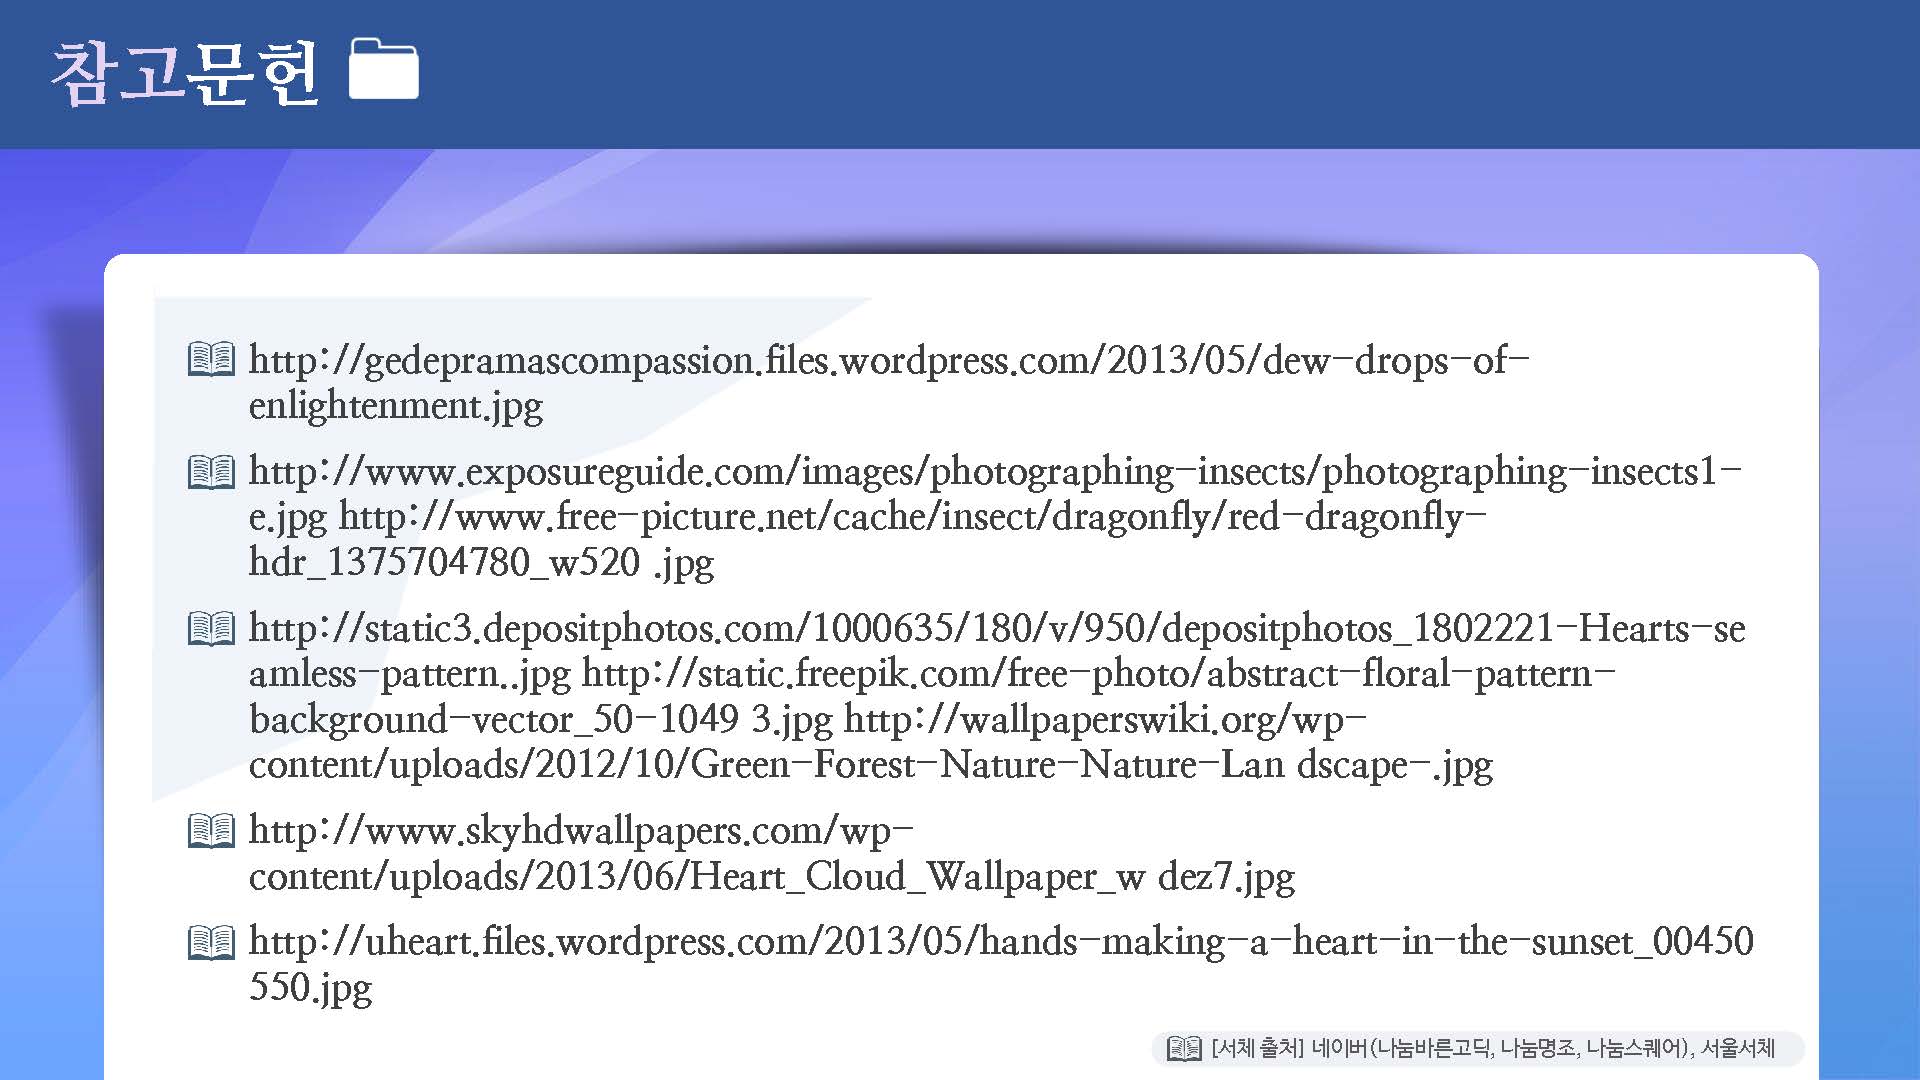 참고문헌
http://gedepramascompassion.files.wordpress.com/2013/05/dew-drops-of-
enlightenment.jpg
http://www.exposureguide.com/images/photographing-insects/photographing-insects1-
e.jpg http://www.free-picture.net/cache/insect/dragonfly/red-dragonfly-
hdr_1375704780_w520 .jpg
http://static3.depositphotos.com/1000635/180/v/950/depositphotos_1802221-Hearts-se
amless-pattern..jpg http://static.freepik.com/free-photo/abstract-floral-pattern-
background-vector_50-1049 3.jpg http://wallpaperswiki.org/wp-
content/uploads/2012/10/Green-Forest-Nature-Nature-Lan dscape-.jpg
http://www.skyhdwallpapers.com/wp-
content/uploads/2013/06/Heart_Cloud_Wallpaper_w dez7.jpg
http://uheart.files.wordpress.com/2013/05/hands-making-a-heart-in-the-sunset_00450
550.jpg
[서체 출처] 네이버(나눔바른고딕, 나눔명조, 나눔스퀘어), 서울서체